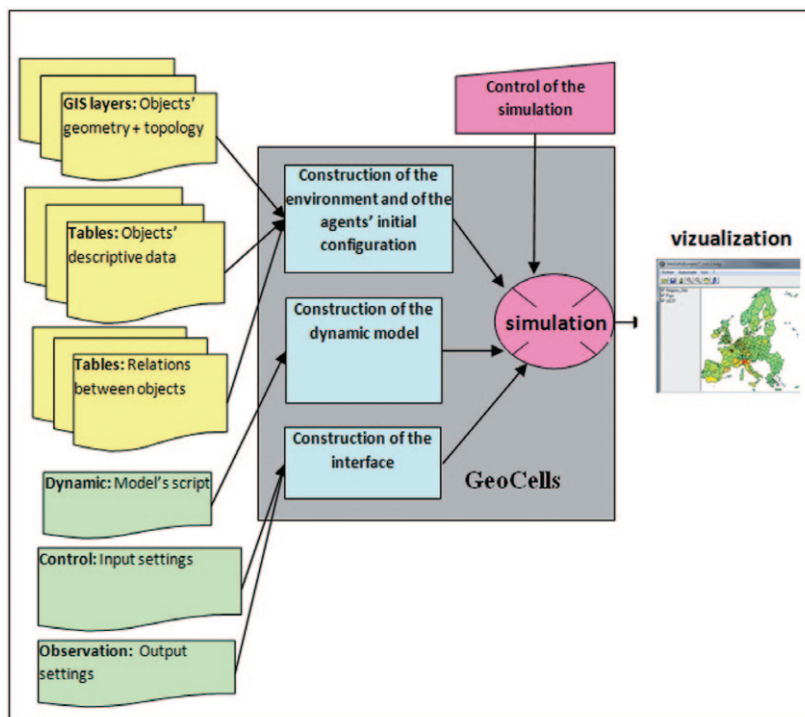 GIS layers: Objects'
geometry + topology
Tables: Objects'
descriptive data
Tables: Relations
between objects
Dynamic: Model's script
Control: Input settings
Observation: Output
settings
Control of the
simulation
Construction of the
environment and of the
agents' initial
configuration
Construction of the
dynamic model
Construction of the
interface
GeoCells
simulation
vizualization